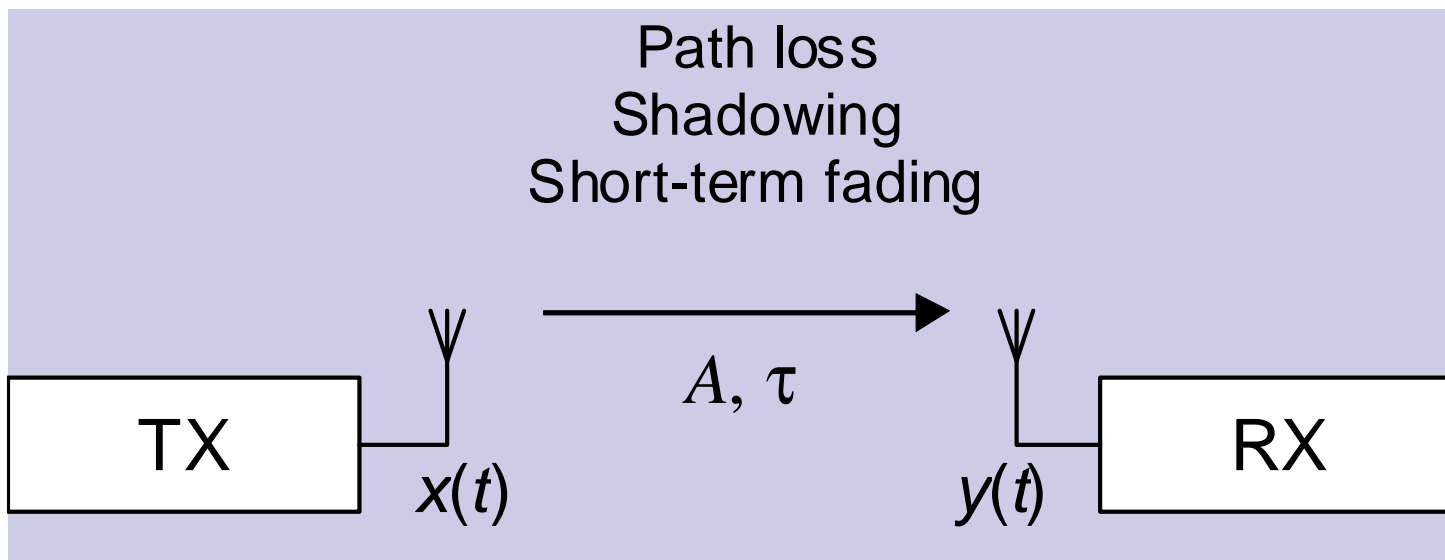 Path loss
Shadowing
Short-term fading
A, τ
TX
RX
x(t)
y(t)